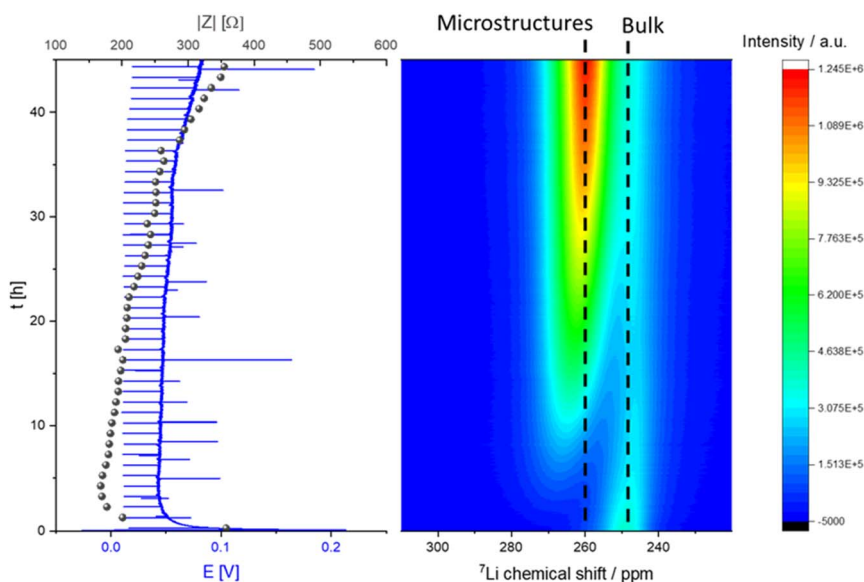 |Z| [Ω]
100 200 300 400 500 600
Microstructures
Bulk
Intensity / a.u.
40
30
20
10
0
t [h]
0.0 0.1 0.2
E [V]
300 280 260 240
⁷Li chemical shift / ppm
1.245E+6
1.089E+6
9.325E+5
7.763E+5
6.200E+5
4.638E+5
3.075E+5
1.513E+5
-5000